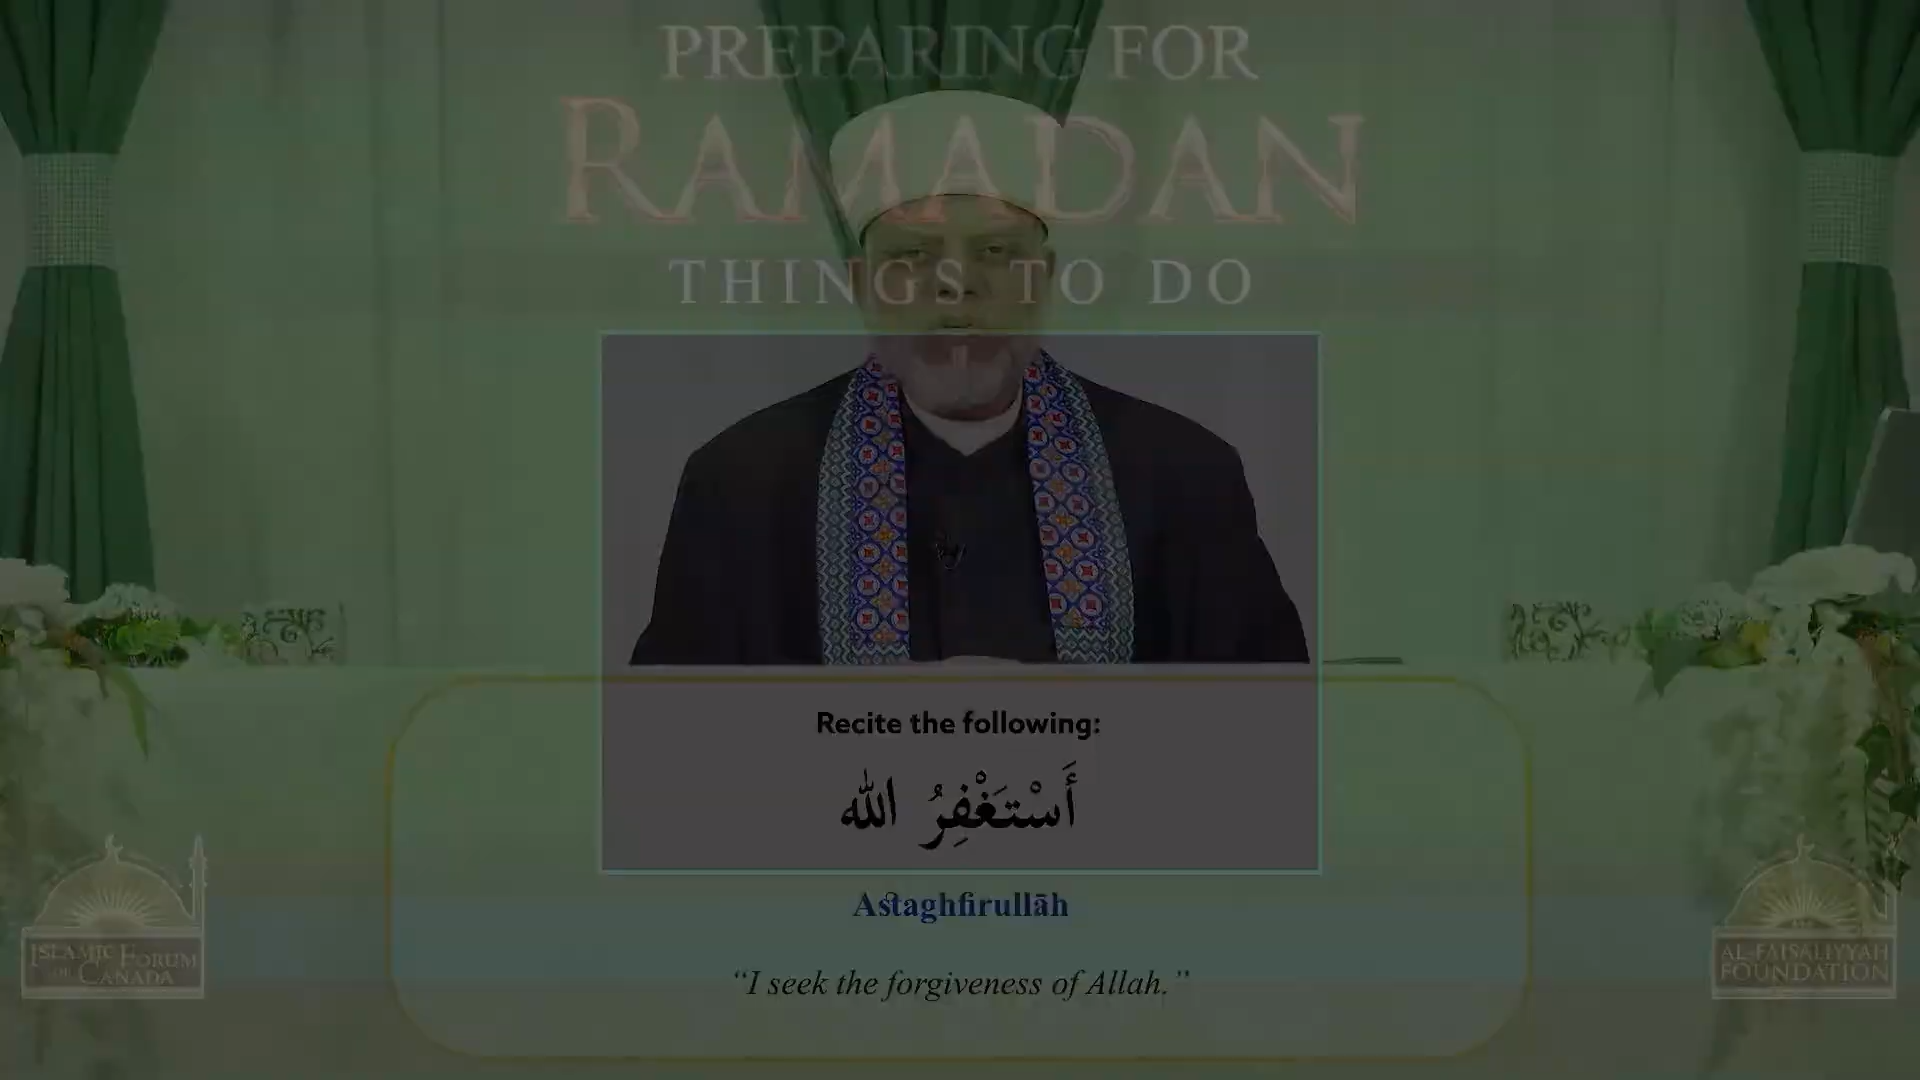 PREPARING FOR
RAMADAN
THINGS TO DO
Recite the following:
أَسْتَغْفِرُ الله
Astaghfirullāh
“I seek the forgiveness of Allah.”
ISLAMIC FORUM
OF CANADA
AL-FAISALIYYAH
FOUNDATION